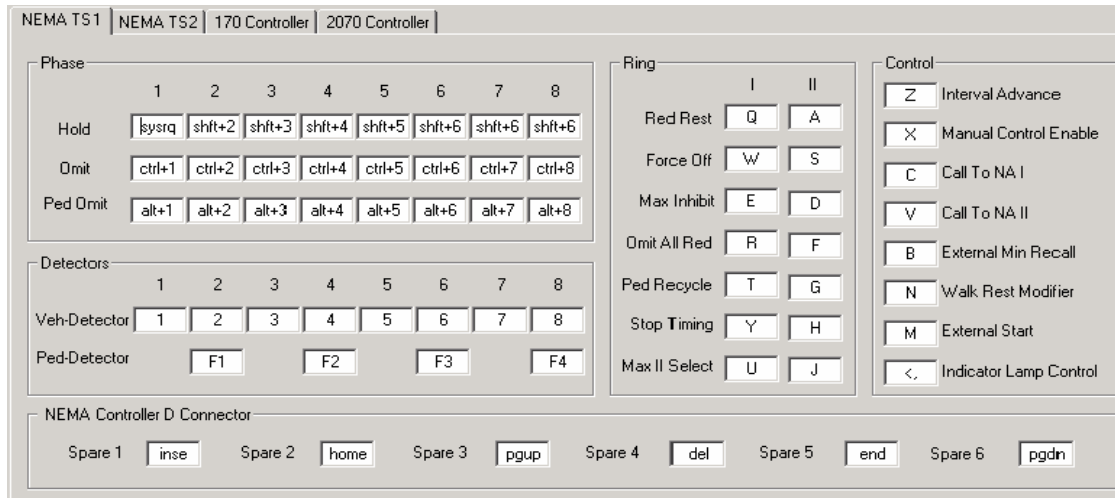 NEMA TS1 NEMA TS2 170 Controller 2070 Controller
Phase
1 2 3 4 5 6 7 8
Hold sysrq shft+2 shft+3 shft+4 shft+5 shft+6 shft+6 shft+6
Omit ctrl+1 ctrl+2 ctrl+3 ctrl+4 ctrl+5 ctrl+6 ctrl+7 ctrl+8
Ped Omit alt+1 alt+2 alt+3 alt+4 alt+5 alt+6 alt+7 alt+8
Detectors
1 2 3 4 5 6 7 8
Veh-Detector 1 2 3 4 5 6 7 8
Ped-Detector F1 F2 F3 F4
Ring
I II
Red Rest Q A
Force Off W S
Max Inhibit E D
Omit All Red R F
Ped Recycle T G
Stop Timing Y H
Max II Select U J
Control
Z Interval Advance
X Manual Control Enable
C Call To NA I
V Call To NA II
B External Min Recall
N Walk Rest Modifier
M External Start
<, Indicator Lamp Control
NEMA Controller D Connector
Spare 1 inse Spare 2 home Spare 3 pgup Spare 4 del Spare 5 end Spare 6 pgdn